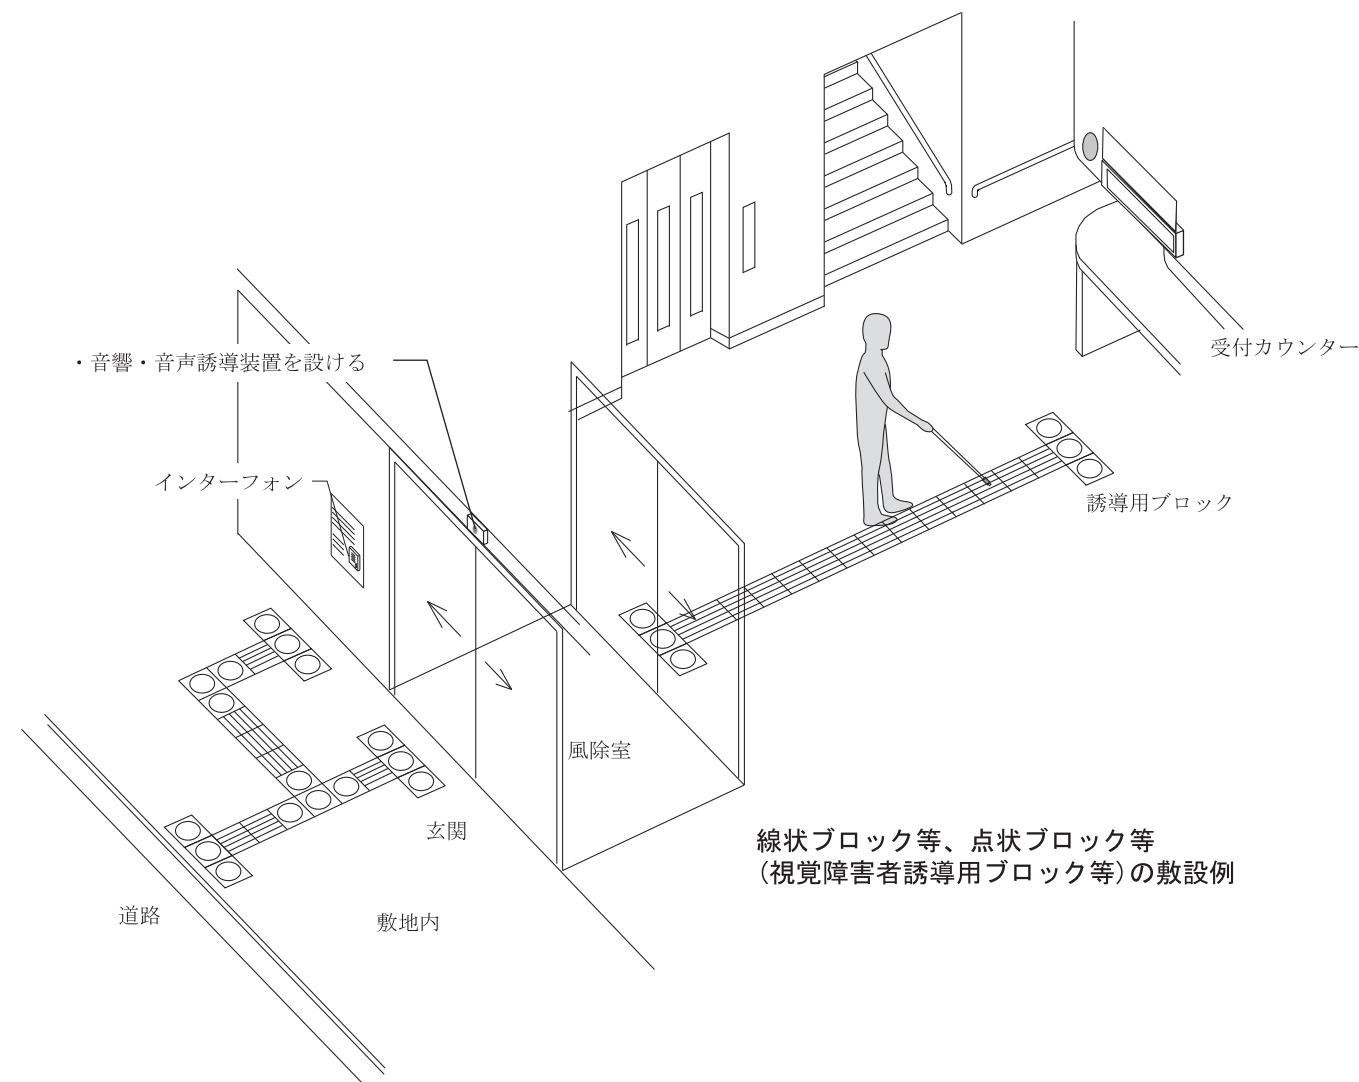 ・音響・音声誘導装置を設ける
受付カウンター
インターフォン
誘導用ブロック
風除室
玄関
線状ブロック等、点状ブロック等
（視覚障害者誘導用ブロック等）の敷設例
道路
敷地内